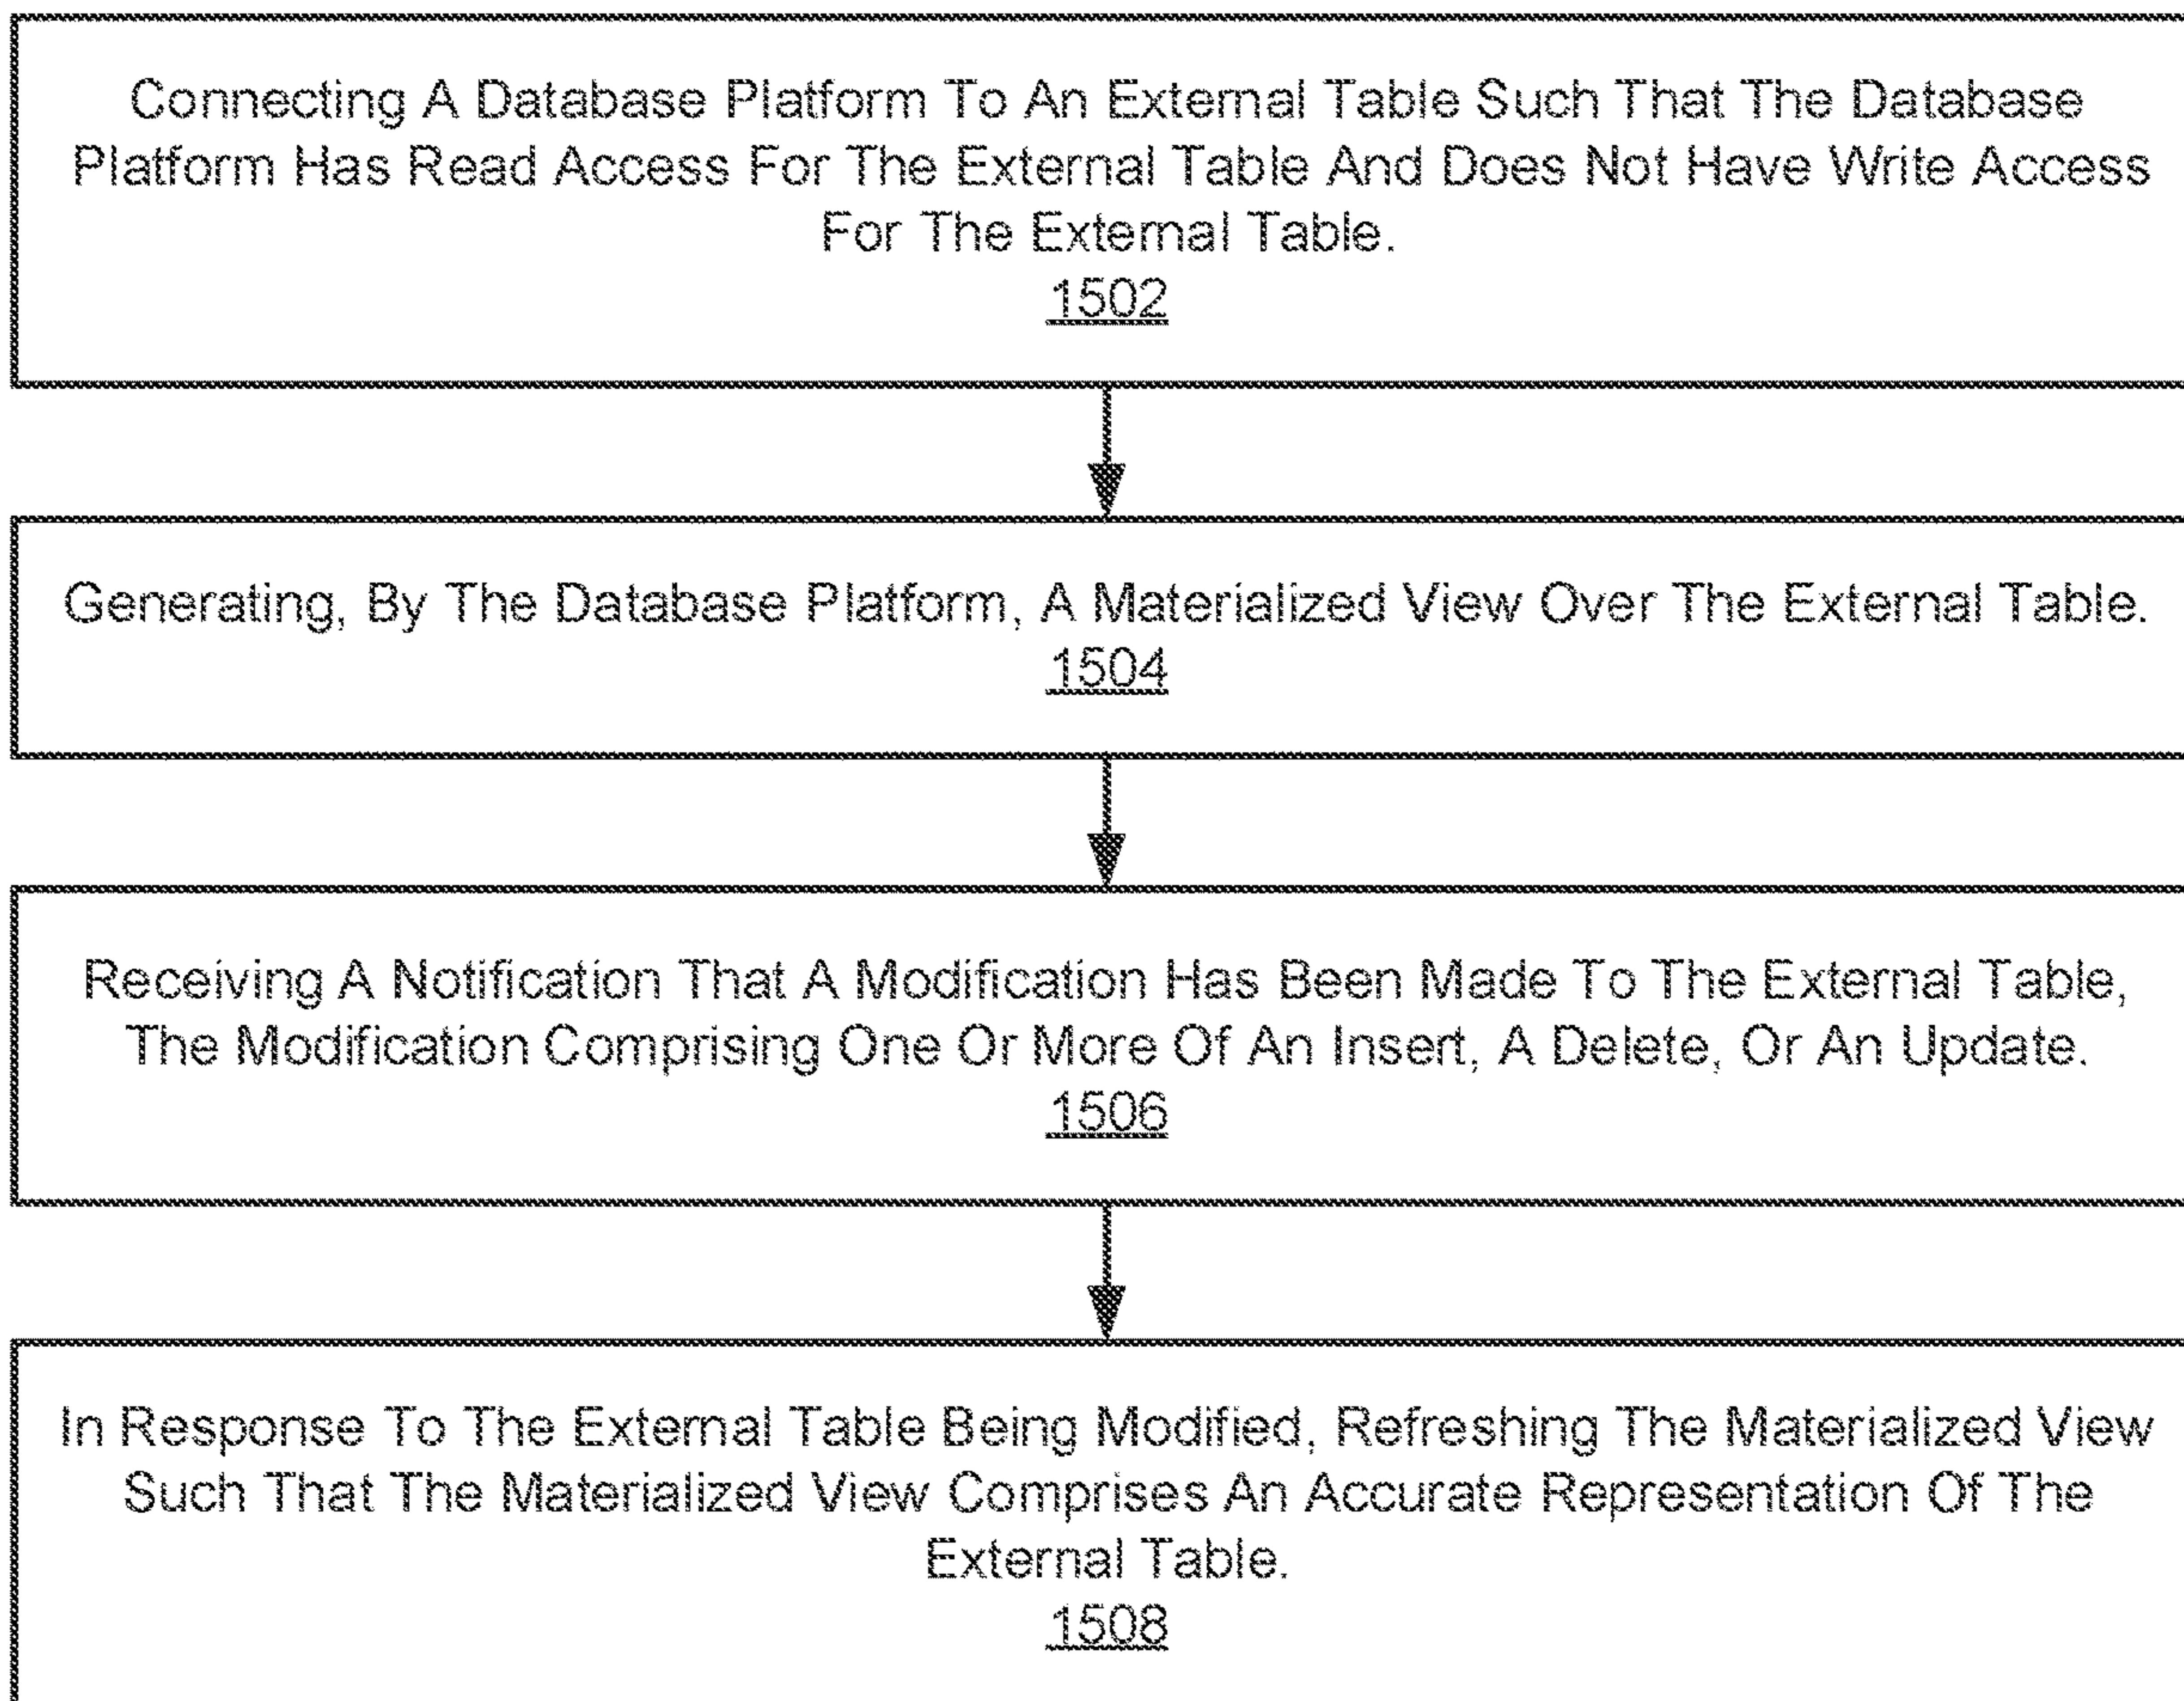 Connecting A Database Platform To An External Table Such That The Database
Platform Has Read Access For The External Table And Does Not Have Write Access
For The External Table.
1502
Generating, By The Database Platform, A Materialized View Over The External Table.
1504
Receiving A Notification That A Modification Has Been Made To The External Table,
The Modification Comprising One Or More Of An Insert, A Delete, Or An Update.
1506
In Response To The External Table Being Modified, Refreshing The Materialized View
Such That The Materialized View Comprises An Accurate Representation Of The
External Table.
1508